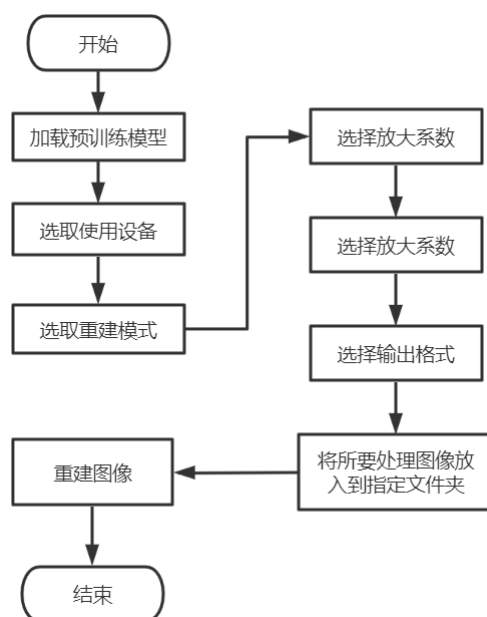 开始
加载预训练模型
选取使用设备
选取重建模式
选择放大系数
选择放大系数
选择输出格式
将所要处理图像放
入到指定文件夹
重建图像
结束